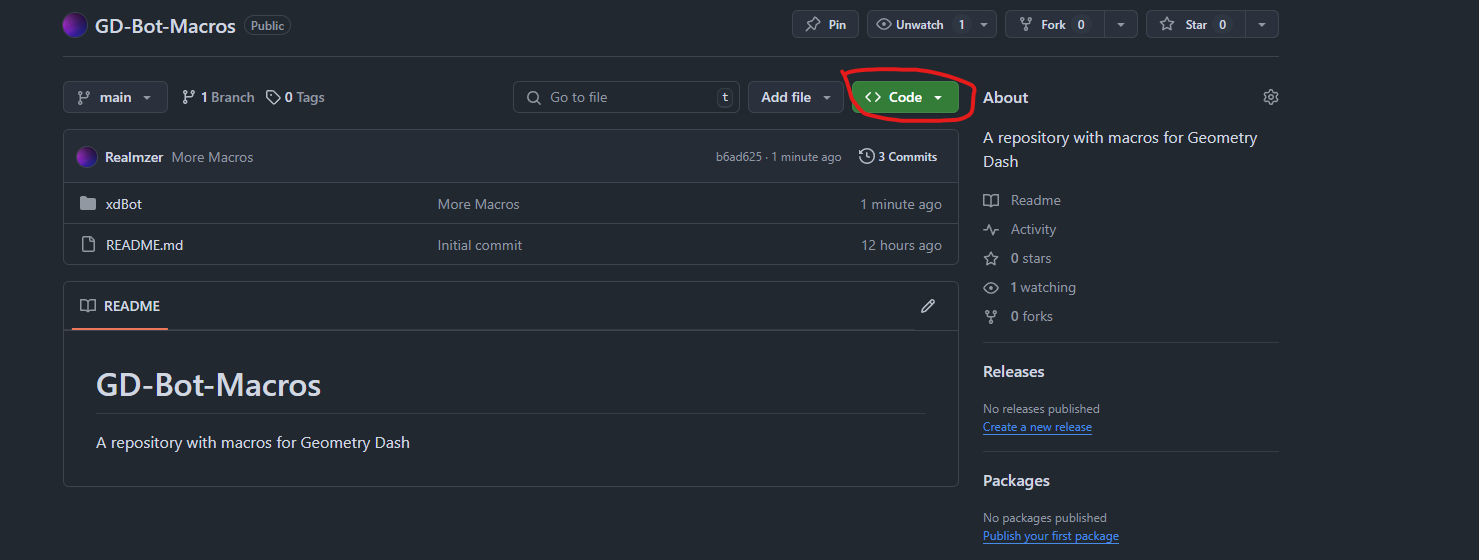 GD-Bot-Macros Public Pin Unwatch 1 Fork 0 Star 0
main 1 Branch 0 Tags Go to file t Add file Code
Realmzer More Macros b6ad625 · 1 minute ago 3 Commits
xdBot More Macros 1 minute ago
README.md Initial commit 12 hours ago
README
GD-Bot-Macros
A repository with macros for Geometry Dash
About
A repository with macros for Geometry
Dash
Readme
Activity
0 stars
1 watching
0 forks
Releases
No releases published
Create a new release
Packages
No packages published
Publish your first package